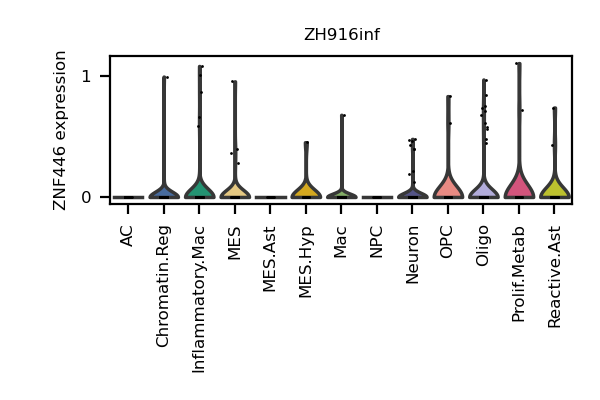 ZH916inf
ZNF446 expression
1
0
AC
Chromatin.Reg
Inflammatory.Mac
MES
MES.Ast
MES.Hyp
Mac
NPC
Neuron
OPC
Oligo
Prolif.Metab
Reactive.Ast